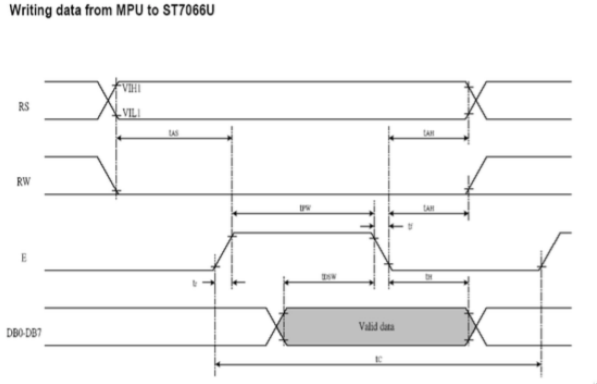 Writing data from MPU to ST7066U
RS
VIH1
VIL1
tAS
tAH
RW
tPW
tAH
tf
E
tr
tDSW
tH
DB0-DB7
Valid data
tC